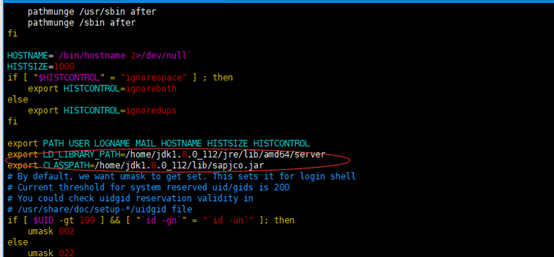 pathmunge /usr/sbin after
pathmunge /sbin after
fi
HOSTNAME=`/bin/hostname 2>/dev/null`
HISTSIZE=1000
if [ "$HISTCONTROL" = "ignorespace" ] ; then
export HISTCONTROL=ignoreboth
else
export HISTCONTROL=ignoredups
fi
export PATH USER LOGNAME MAIL HOSTNAME HISTSIZE HISTCONTROL
export LD_LIBRARY_PATH=/home/jdk1.8.0_112/jre/lib/amd64/server
export CLASSPATH=/home/jdk1.8.0_112/lib/sapjco.jar
# By default, we want umask to get set. This sets it for login shell
# Current threshold for system reserved uid/gids is 200
# You could check uidgid reservation validity in
# /usr/share/doc/setup-*/uidgid file
if [ $UID -gt 199 ] && [ "`id -gn`" = "`id -un`" ]; then
umask 002
else
umask 022